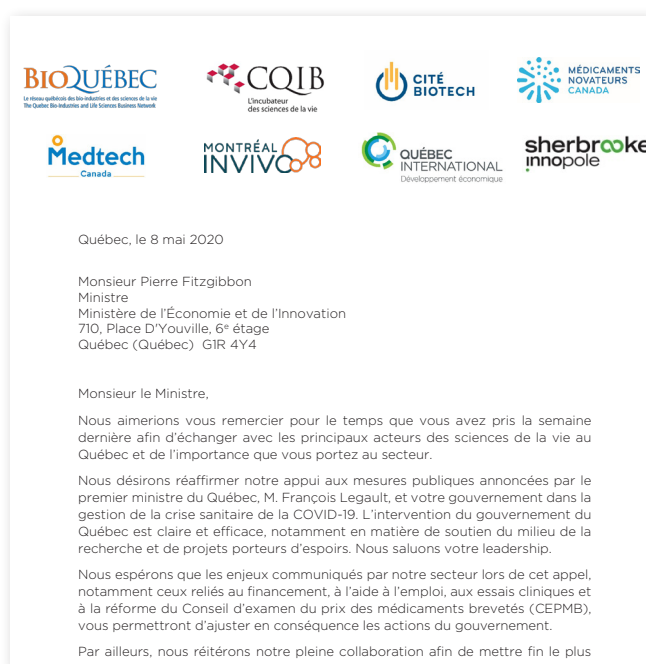 BIOQUÉBEC
Le réseau québécois des bio-industries et des sciences de la vie
The Quebec Bio-Industries and Life Sciences Business Network
CQIB
L'incubateur
des sciences de la vie
CITÉ
BIOTECH
MÉDICAMENTS
NOVATEURS
CANADA
Medtech
Canada
MONTRÉAL
INVIVO
QUÉBEC
INTERNATIONAL
Développement économique
sherbrooke
innopole
Québec, le 8 mai 2020
Monsieur Pierre Fitzgibbon
Ministre
Ministère de l'Économie et de l'Innovation
710, Place D'Youville, 6e étage
Québec (Québec) G1R 4Y4
Monsieur le Ministre,
Nous aimerions vous remercier pour le temps que vous avez pris la semaine
dernière afin d'échanger avec les principaux acteurs des sciences de la vie au
Québec et de l'importance que vous portez au secteur.
Nous désirons réaffirmer notre appui aux mesures publiques annoncées par le
premier ministre du Québec, M. François Legault, et votre gouvernement dans la
gestion de la crise sanitaire de la COVID-19. L'intervention du gouvernement du
Québec est claire et efficace, notamment en matière de soutien du milieu de la
recherche et de projets porteurs d'espoirs. Nous saluons votre leadership.
Nous espérons que les enjeux communiqués par notre secteur lors de cet appel,
notamment ceux reliés au financement, à l'aide à l'emploi, aux essais cliniques et
à la réforme du Conseil d'examen du prix des médicaments brevetés (CEPMB),
vous permettront d'ajuster en conséquence les actions du gouvernement.
Par ailleurs, nous réitérons notre pleine collaboration afin de mettre fin le plus